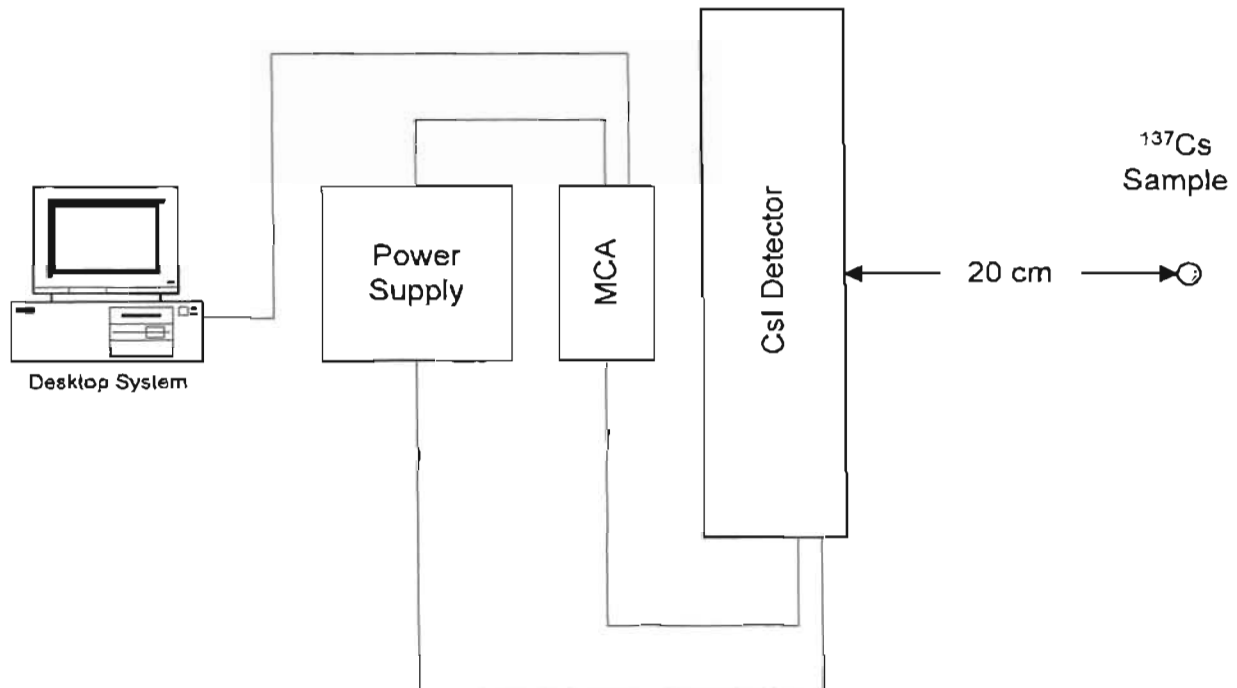 Desktop System
Power
Supply
MCA
CsI Detector
20 cm
137Cs
Sample